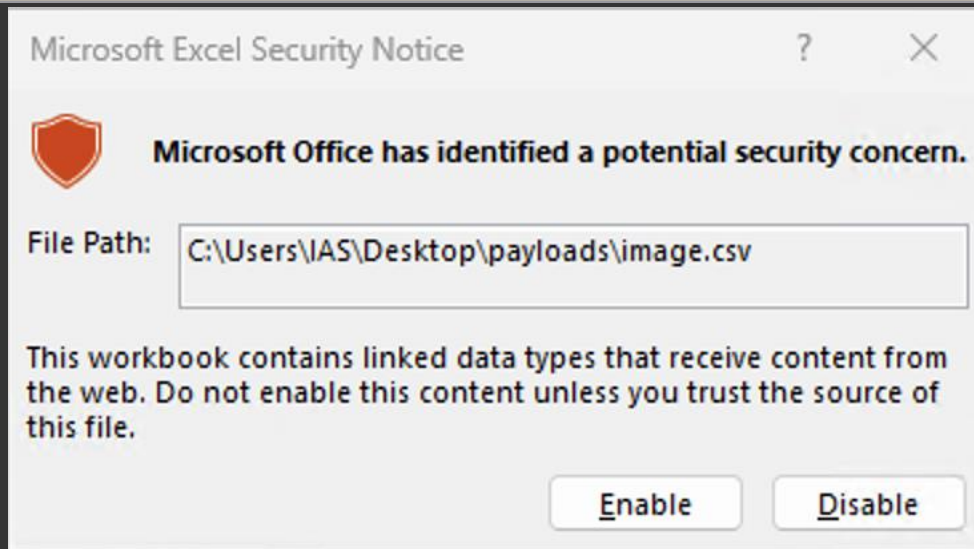 Microsoft Excel Security Notice ?
Microsoft Office has identified a potential security concern.
File Path: C:\Users\IAS\Desktop\payloads\image.csv
This workbook contains linked data types that receive content from
the web. Do not enable this content unless you trust the source of
this file.
Enable Disable